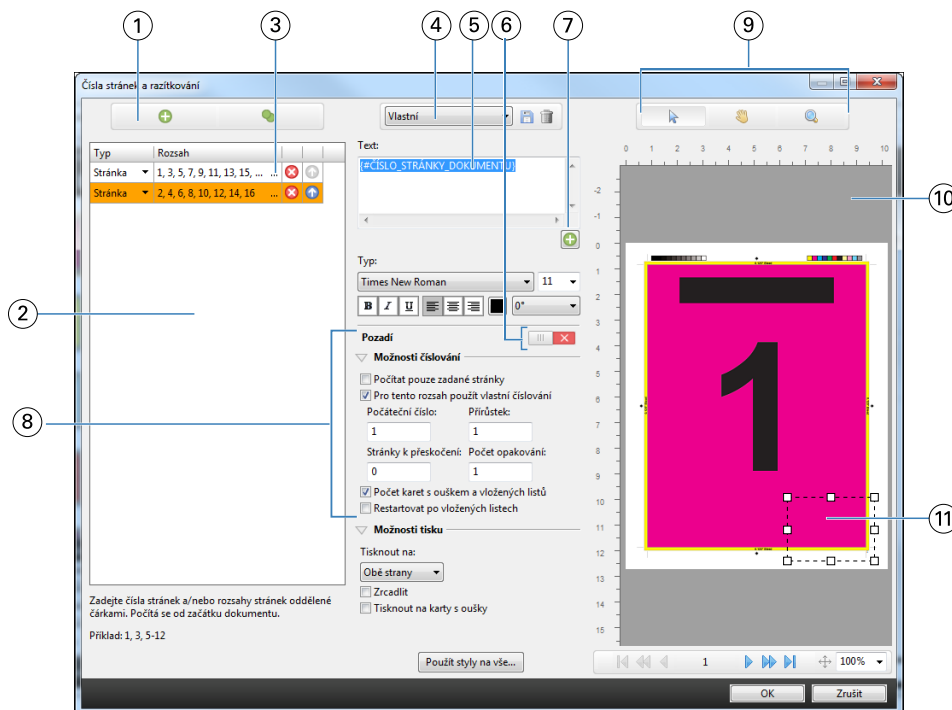 1 3 4 5 6 7 9
Čísla stránek a razítkování
Vlastní
Typ Rozsah
Stránka 1, 3, 5, 7, 9, 11, 13, 15, ... ...
Stránka 2, 4, 6, 8, 10, 12, 14, 16 ...
2
Zadejte čísla stránek a/nebo rozsahy stránek oddělené
čárkami. Počítá se od začátku dokumentu.
Příklad: 1, 3, 5-12
Text:
{#ČÍSLO_STRÁNKY_DOKUMENTU}
Typ:
Times New Roman 11
B I U 0°
Pozadí
Možnosti číslování
Počítat pouze zadané stránky
Pro tento rozsah použít vlastní číslování
Počáteční číslo: Přírůstek:
1 1
Stránky k přeskočení: Počet opakování:
0 1
Počet karet s ouškem a vložených listů
Restartovat po vložených listech
8
Možnosti tisku
Tisknout na:
Obě strany
Zrcadlit
Tisknout na karty s oušky
Použít styly na vše...
0 1 2 3 4 5 6 7 8 9 10
-2
-1
0
1
2
3
4
5
6
7
8
9
10
11
12
13
14
15
1
10
11
1 100%
OK Zrušit